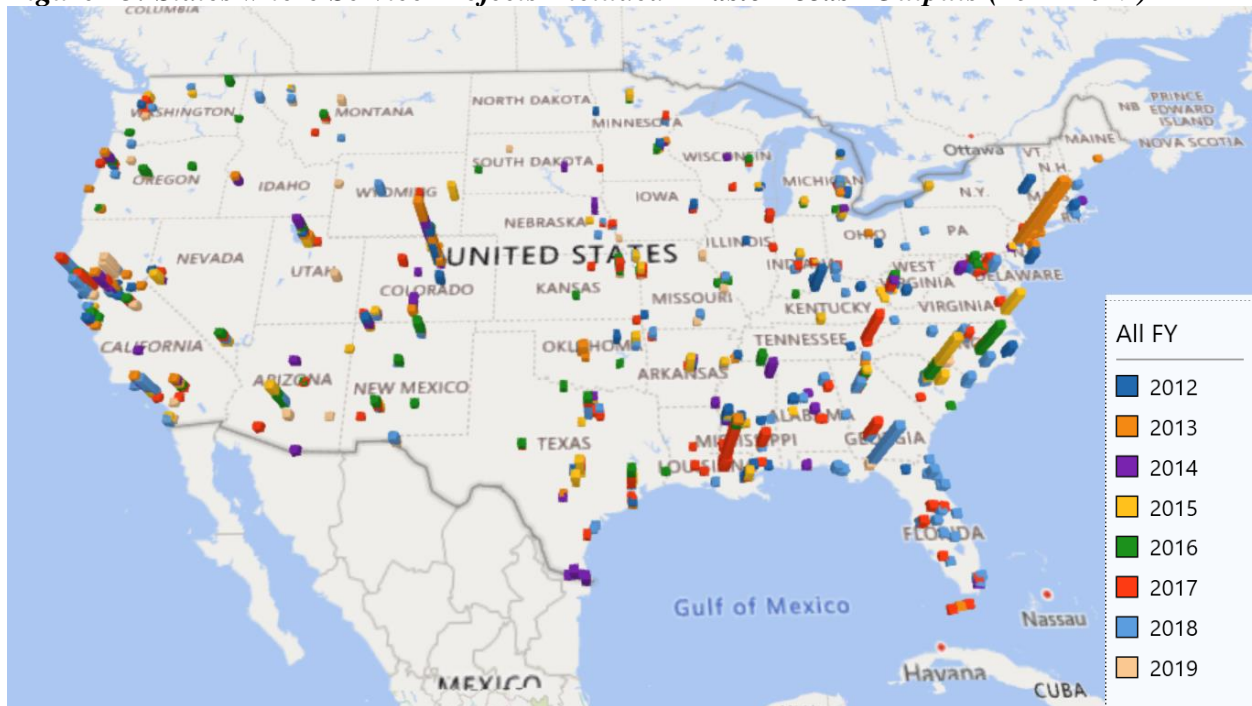 COLUMBIA
WASHINGTON
MONTANA
NORTH DAKOTA
MINNESOTA
PRINCE
EDWARD
ISLAND
NB
MAINE
NOVA SCOTIA
Ottawa
VT.
N.H.
OREGON
IDAHO
WYOMING
SOUTH DAKOTA
WISCONSIN
MICHIGAN
N.Y.
IOWA
NEBRASKA
NEVADA
UTAH
UNITED STATES
ILLINOIS
OHIO
PA
COLORADO
KANSAS
MISSOURI
WEST
VIRGINIA
DELAWARE
KENTUCKY
VIRGINIA
CALIFORNIA
ARIZONA
NEW MEXICO
OKLAHOMA
ARKANSAS
TENNESSEE
TEXAS
MISSISSIPPI
ALABAMA
GEORGIA
FLORIDA
Gulf of Mexico
Nassau
Havana
MEXICO
CUBA
All FY
2012
2013
2014
2015
2016
2017
2018
2019